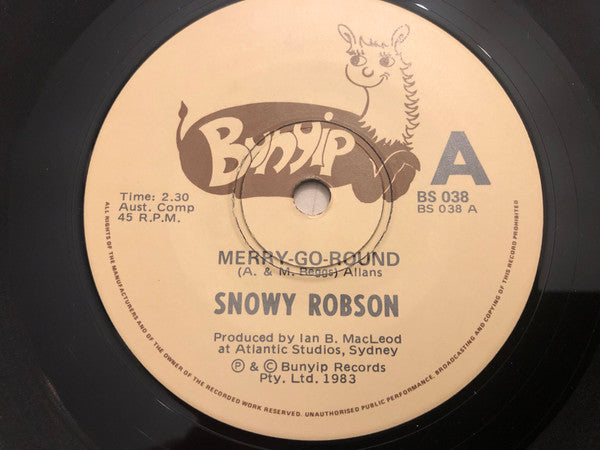 Bunyip
A
BS 038
BS 038 A
Time: 2.30
Aust. Comp
45 R.P.M.
MERRY-GO-ROUND
(A. & M. Beggs) Allans
SNOWY ROBSON
Produced by Ian B. MacLeod
at Atlantic Studios, Sydney
Ⓟ & © Bunyip Records
Pty. Ltd. 1983
ALL RIGHTS OF THE MANUFACTURERS AND BY THE OWNER OF THE RECORDED WORK RESERVED. UNAUTHORISED PUBLIC PERFORMANCE, BROADCASTING AND COPYING OF THIS RECORD PROHIBITED